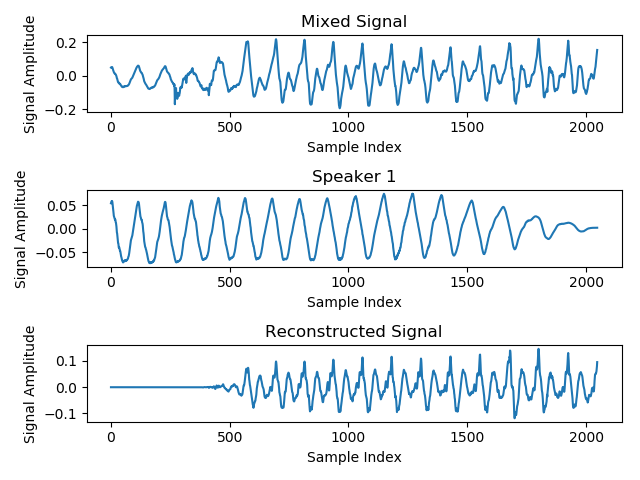 Mixed Signal
Signal Amplitude
0.2
0.0
−0.2
0 500 1000 1500 2000
Sample Index
Speaker 1
Signal Amplitude
0.05
0.00
−0.05
0 500 1000 1500 2000
Sample Index
Reconstructed Signal
Signal Amplitude
0.1
0.0
−0.1
0 500 1000 1500 2000
Sample Index